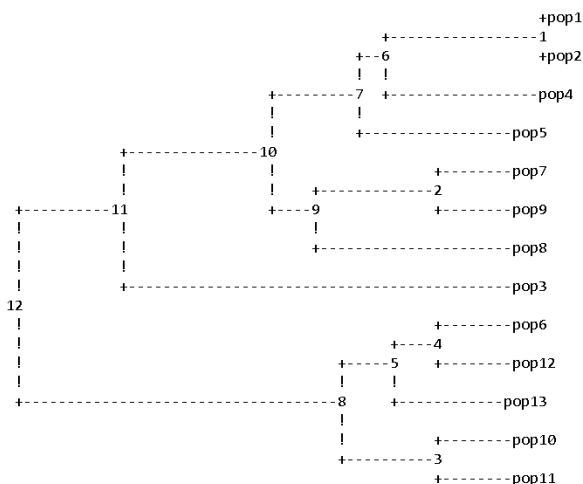 +pop1
                                           +-----------------1
                                        +--6                 +pop2
                                        !  !
                              +---------7  +-----------------pop4
                              !         !
                              !         +-----------------pop5
             +---------------10
             !                !                  +--------pop7
             !                !    +-------------2
 +----------11                +----9             +--------pop9
 !           !                     !
 !           !                     +----------------------pop8
 !           !
 !           +--------------------------------------------pop3
12
 !                                               +--------pop6
 !                                          +----4
 !                                    +-----5    +--------pop12
 !                                    !     !
 +------------------------------------8     +------------pop13
                                      !
                                      !          +--------pop10
                                      +----------3
                                                 +--------pop11